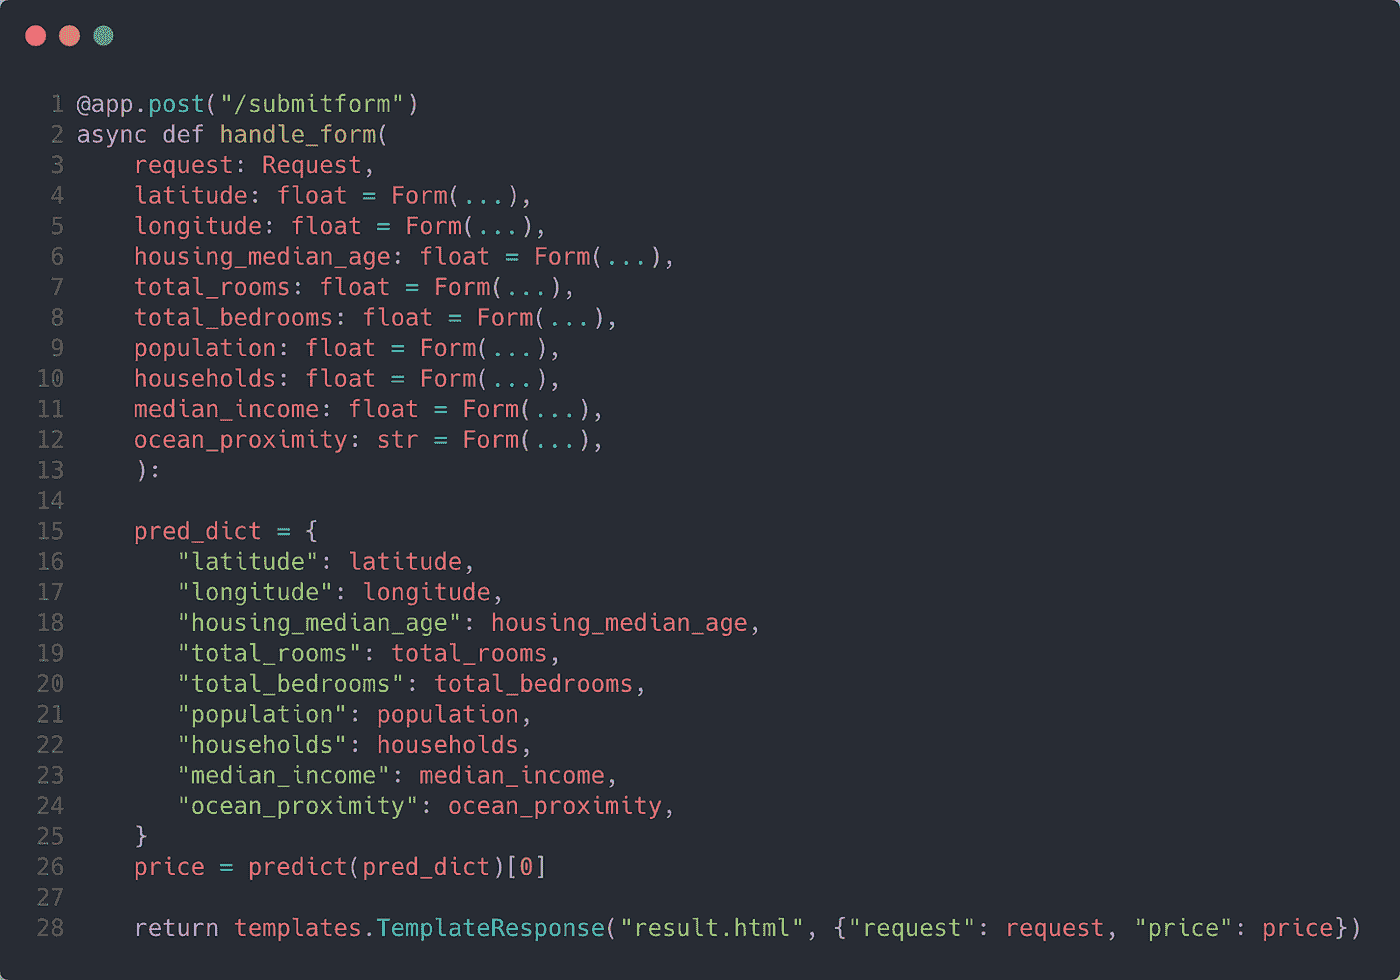 1 @app.post("/submitform")
2 async def handle_form(
3     request: Request,
4     latitude: float = Form(...),
5     longitude: float = Form(...),
6     housing_median_age: float = Form(...),
7     total_rooms: float = Form(...),
8     total_bedrooms: float = Form(...),
9     population: float = Form(...),
10     households: float = Form(...),
11     median_income: float = Form(...),
12     ocean_proximity: str = Form(...),
13     ):
14
15     pred_dict = {
16        "latitude": latitude,
17        "longitude": longitude,
18        "housing_median_age": housing_median_age,
19        "total_rooms": total_rooms,
20        "total_bedrooms": total_bedrooms,
21        "population": population,
22        "households": households,
23        "median_income": median_income,
24        "ocean_proximity": ocean_proximity,
25     }
26     price = predict(pred_dict)[0]
27
28     return templates.TemplateResponse("result.html", {"request": request, "price": price})